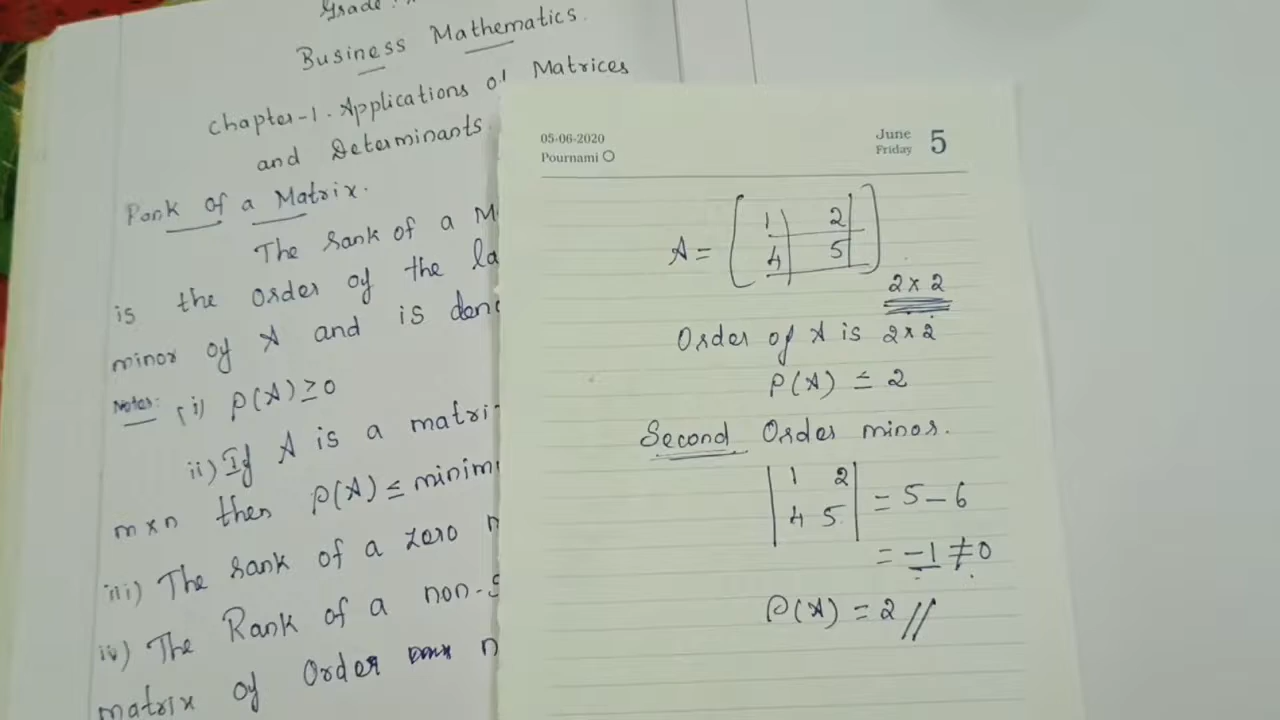 Grade
Business Mathematics.
Chapter-1. Applications of Matrices
and Determinants.
Rank of a Matrix.
The rank of a M
is the order of the la
minor of A and is deno
Notes: (i) ρ(A) ≥ 0
ii) If A is a matri
m×n then ρ(A) ≤ minim
iii) The rank of a zero m
iv) The Rank of a non-s
matrix of Order n
05-06-2020
Pournami O
June
Friday 5
A = [1 2
4 5]
2×2
Order of A is 2×2
ρ(A) ≤ 2
Second Order minor.
|1 2
4 5| = 5-6
= -1 ≠ 0
ρ(A) = 2 //